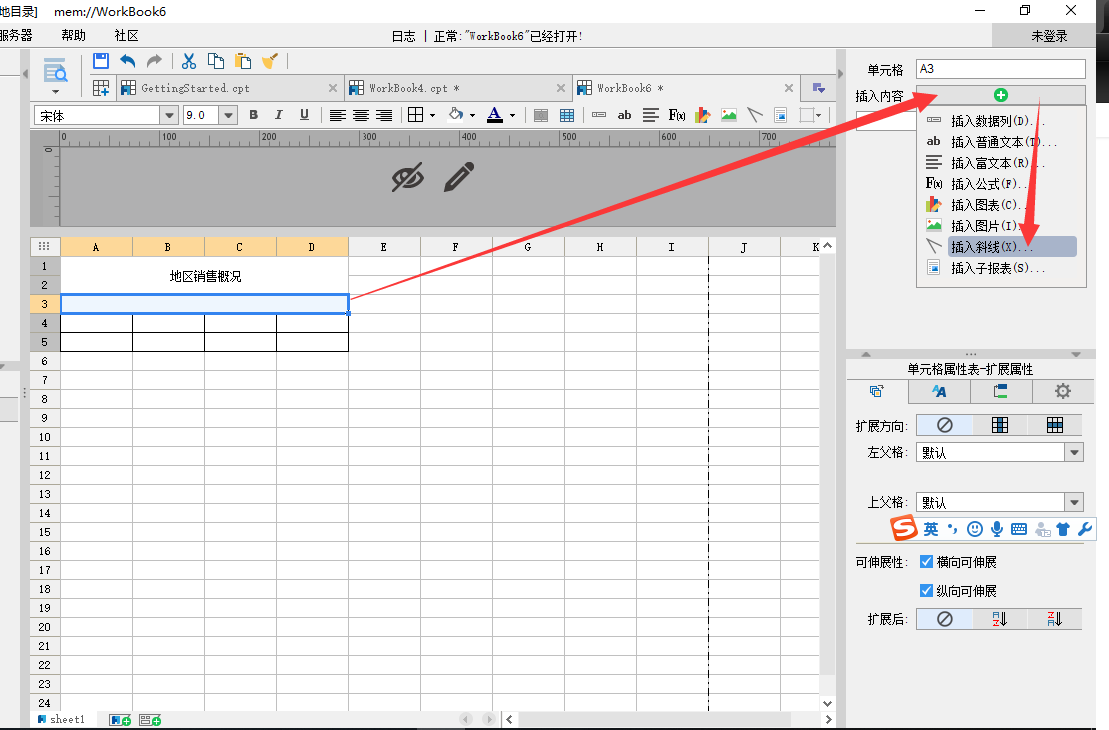 地目录]    mem://WorkBook6
服务器 帮助 社区 日志 | 正常:"WorkBook6"已经打开! 未登录
GettingStarted.cpt WorkBook4.cpt * WorkBook6 *
宋体 9.0 B I U A ab F(x)
0 100 200 300 400 500 600 700
0
A B C D E F G H I J K
1
地区销售概况
2
3
4
5
6
7
8
9
10
11
12
13
14
15
16
17
18
19
20
21
22
23
24
sheet1
单元格 A3
插入内容
插入数据列(D)...
ab 插入普通文本(T)...
插入富文本(R)...
F(x) 插入公式(F)...
插入图表(C)...
插入图片(I)...
插入斜线(X)...
插入子报表(S)...
单元格属性表-扩展属性
扩展方向:
左父格: 默认
上父格: 默认
S 英
可伸展性: 横向可伸展
纵向可伸展
扩展后: